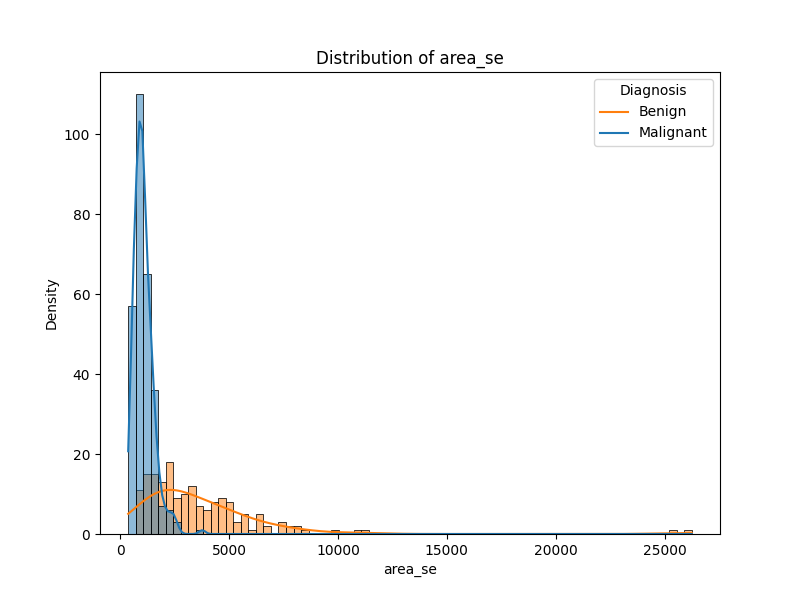 Distribution of area_se
Diagnosis
Benign
Malignant
Density
100
80
60
40
20
0
0 5000 10000 15000 20000 25000
area_se